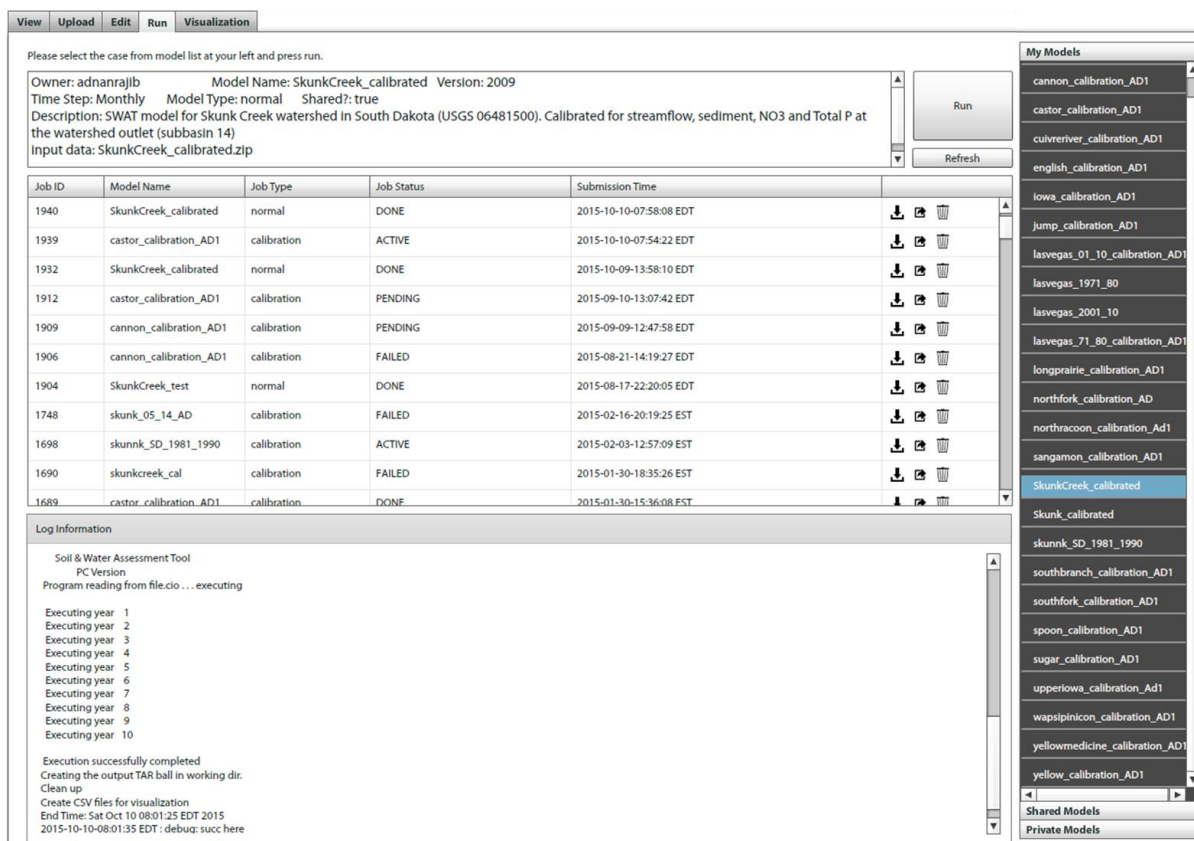 View Upload Edit Run Visualization
Please select the case from model list at your left and press run.
Owner: adnanrajib Model Name: SkunkCreek_calibrated Version: 2009
Time Step: Monthly Model Type: normal Shared?: true
Description: SWAT model for Skunk Creek watershed in South Dakota (USGS 06481500). Calibrated for streamflow, sediment, NO3 and Total P at
the watershed outlet (subbasin 14)
Input data: SkunkCreek_calibrated.zip
Run
Refresh
Job ID Model Name Job Type Job Status Submission Time
1940 SkunkCreek_calibrated normal DONE 2015-10-10-07:58:08 EDT
1939 castor_calibration_AD1 calibration ACTIVE 2015-10-10-07:54:22 EDT
1932 SkunkCreek_calibrated normal DONE 2015-10-09-13:58:10 EDT
1912 castor_calibration_AD1 calibration PENDING 2015-09-10-13:07:42 EDT
1909 cannon_calibration_AD1 calibration PENDING 2015-09-09-12:47:58 EDT
1906 cannon_calibration_AD1 calibration FAILED 2015-08-21-14:19:27 EDT
1904 SkunkCreek_test normal DONE 2015-08-17-22:20:05 EDT
1748 skunk_05_14_AD calibration FAILED 2015-02-16-20:19:25 EST
1698 skunnk_SD_1981_1990 calibration ACTIVE 2015-02-03-12:57:09 EST
1690 skunkcreek_cal calibration FAILED 2015-01-30-18:35:26 EST
1689 castor_calibration_AD1 calibration DONE 2015-01-30-15:36:08 EST
Log Information
Soil & Water Assessment Tool
PC Version
Program reading from file.cio . . . executing
Executing year 1
Executing year 2
Executing year 3
Executing year 4
Executing year 5
Executing year 6
Executing year 7
Executing year 8
Executing year 9
Executing year 10
Execution successfully completed
Creating the output TAR ball in working dir.
Clean up
Create CSV files for visualization
End Time: Sat Oct 10 08:01:25 EDT 2015
2015-10-10-08:01:35 EDT : debug: succ here
My Models
cannon_calibration_AD1
castor_calibration_AD1
cuivreriver_calibration_AD1
english_calibration_AD1
iowa_calibration_AD1
jump_calibration_AD1
lasvegas_01_10_calibration_AD1
lasvegas_1971_80
lasvegas_2001_10
lasvegas_71_80_calibration_AD1
longprairie_calibration_AD1
northfork_calibration_AD
northracoon_calibration_Ad1
sangamon_calibration_AD1
SkunkCreek_calibrated
Skunk_calibrated
skunnk_SD_1981_1990
southbranch_calibration_AD1
southfork_calibration_AD1
spoon_calibration_AD1
sugar_calibration_AD1
upperiowa_calibration_Ad1
wapsipinicon_calibration_AD1
yellowmedicine_calibration_AD1
yellow_calibration_AD1
Shared Models
Private Models